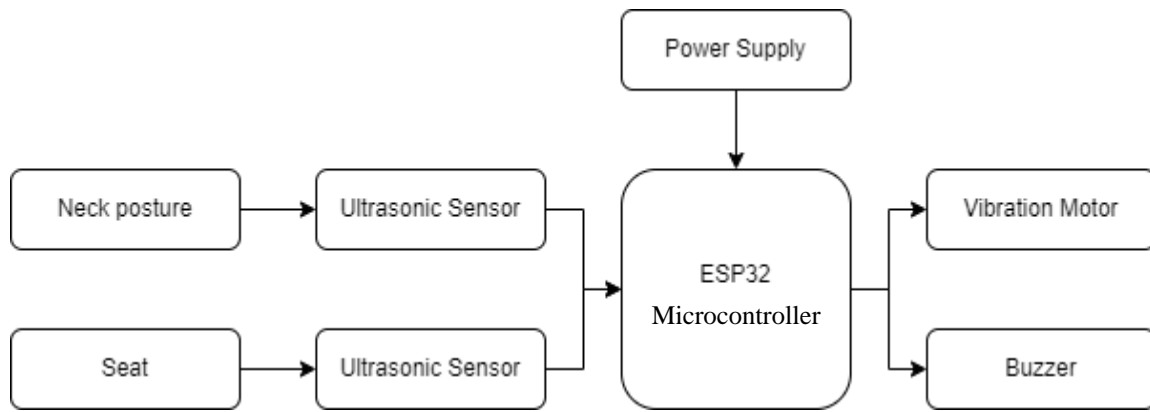 Power Supply
Neck posture
Ultrasonic Sensor
Vibration Motor
ESP32
Microcontroller
Seat
Ultrasonic Sensor
Buzzer